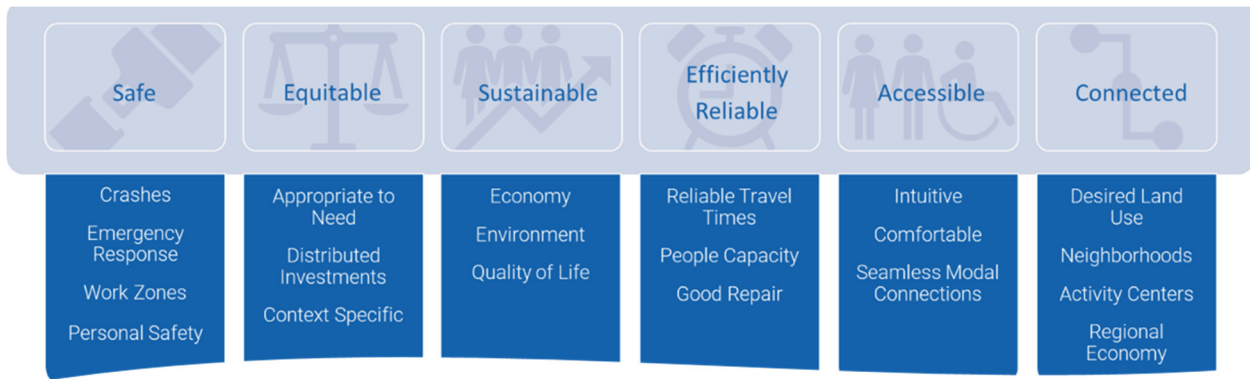 Safe
Equitable
Sustainable
Efficiently
Reliable
Accessible
Connected
Crashes
Emergency
Response
Work Zones
Personal Safety
Appropriate to
Need
Distributed
Investments
Context Specific
Economy
Environment
Quality of Life
Reliable Travel
Times
People Capacity
Good Repair
Intuitive
Comfortable
Seamless Modal
Connections
Desired Land
Use
Neighborhoods
Activity Centers
Regional
Economy